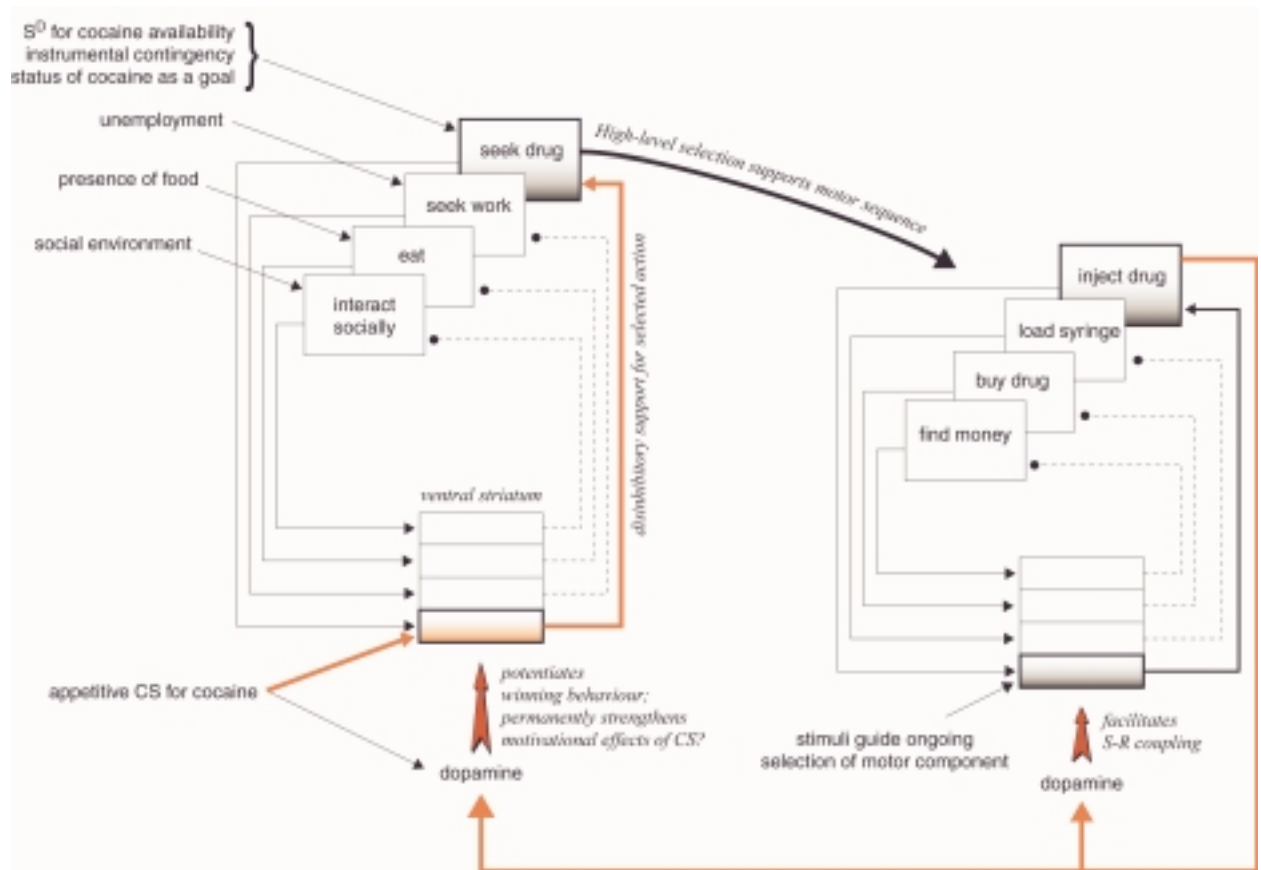 S^D for cocaine availability
instrumental contingency
status of cocaine as a goal
unemployment
presence of food
social environment
seek drug
seek work
eat
interact
socially
High-level selection supports motor sequence
disinhibitory support for selected action
inject drug
load syringe
buy drug
find money
ventral striatum
appetitive CS for cocaine
potentiates
winning behaviour;
permanently strengthens
motivational effects of CS?
dopamine
stimuli guide ongoing
selection of motor component
facilitates
S-R coupling
dopamine